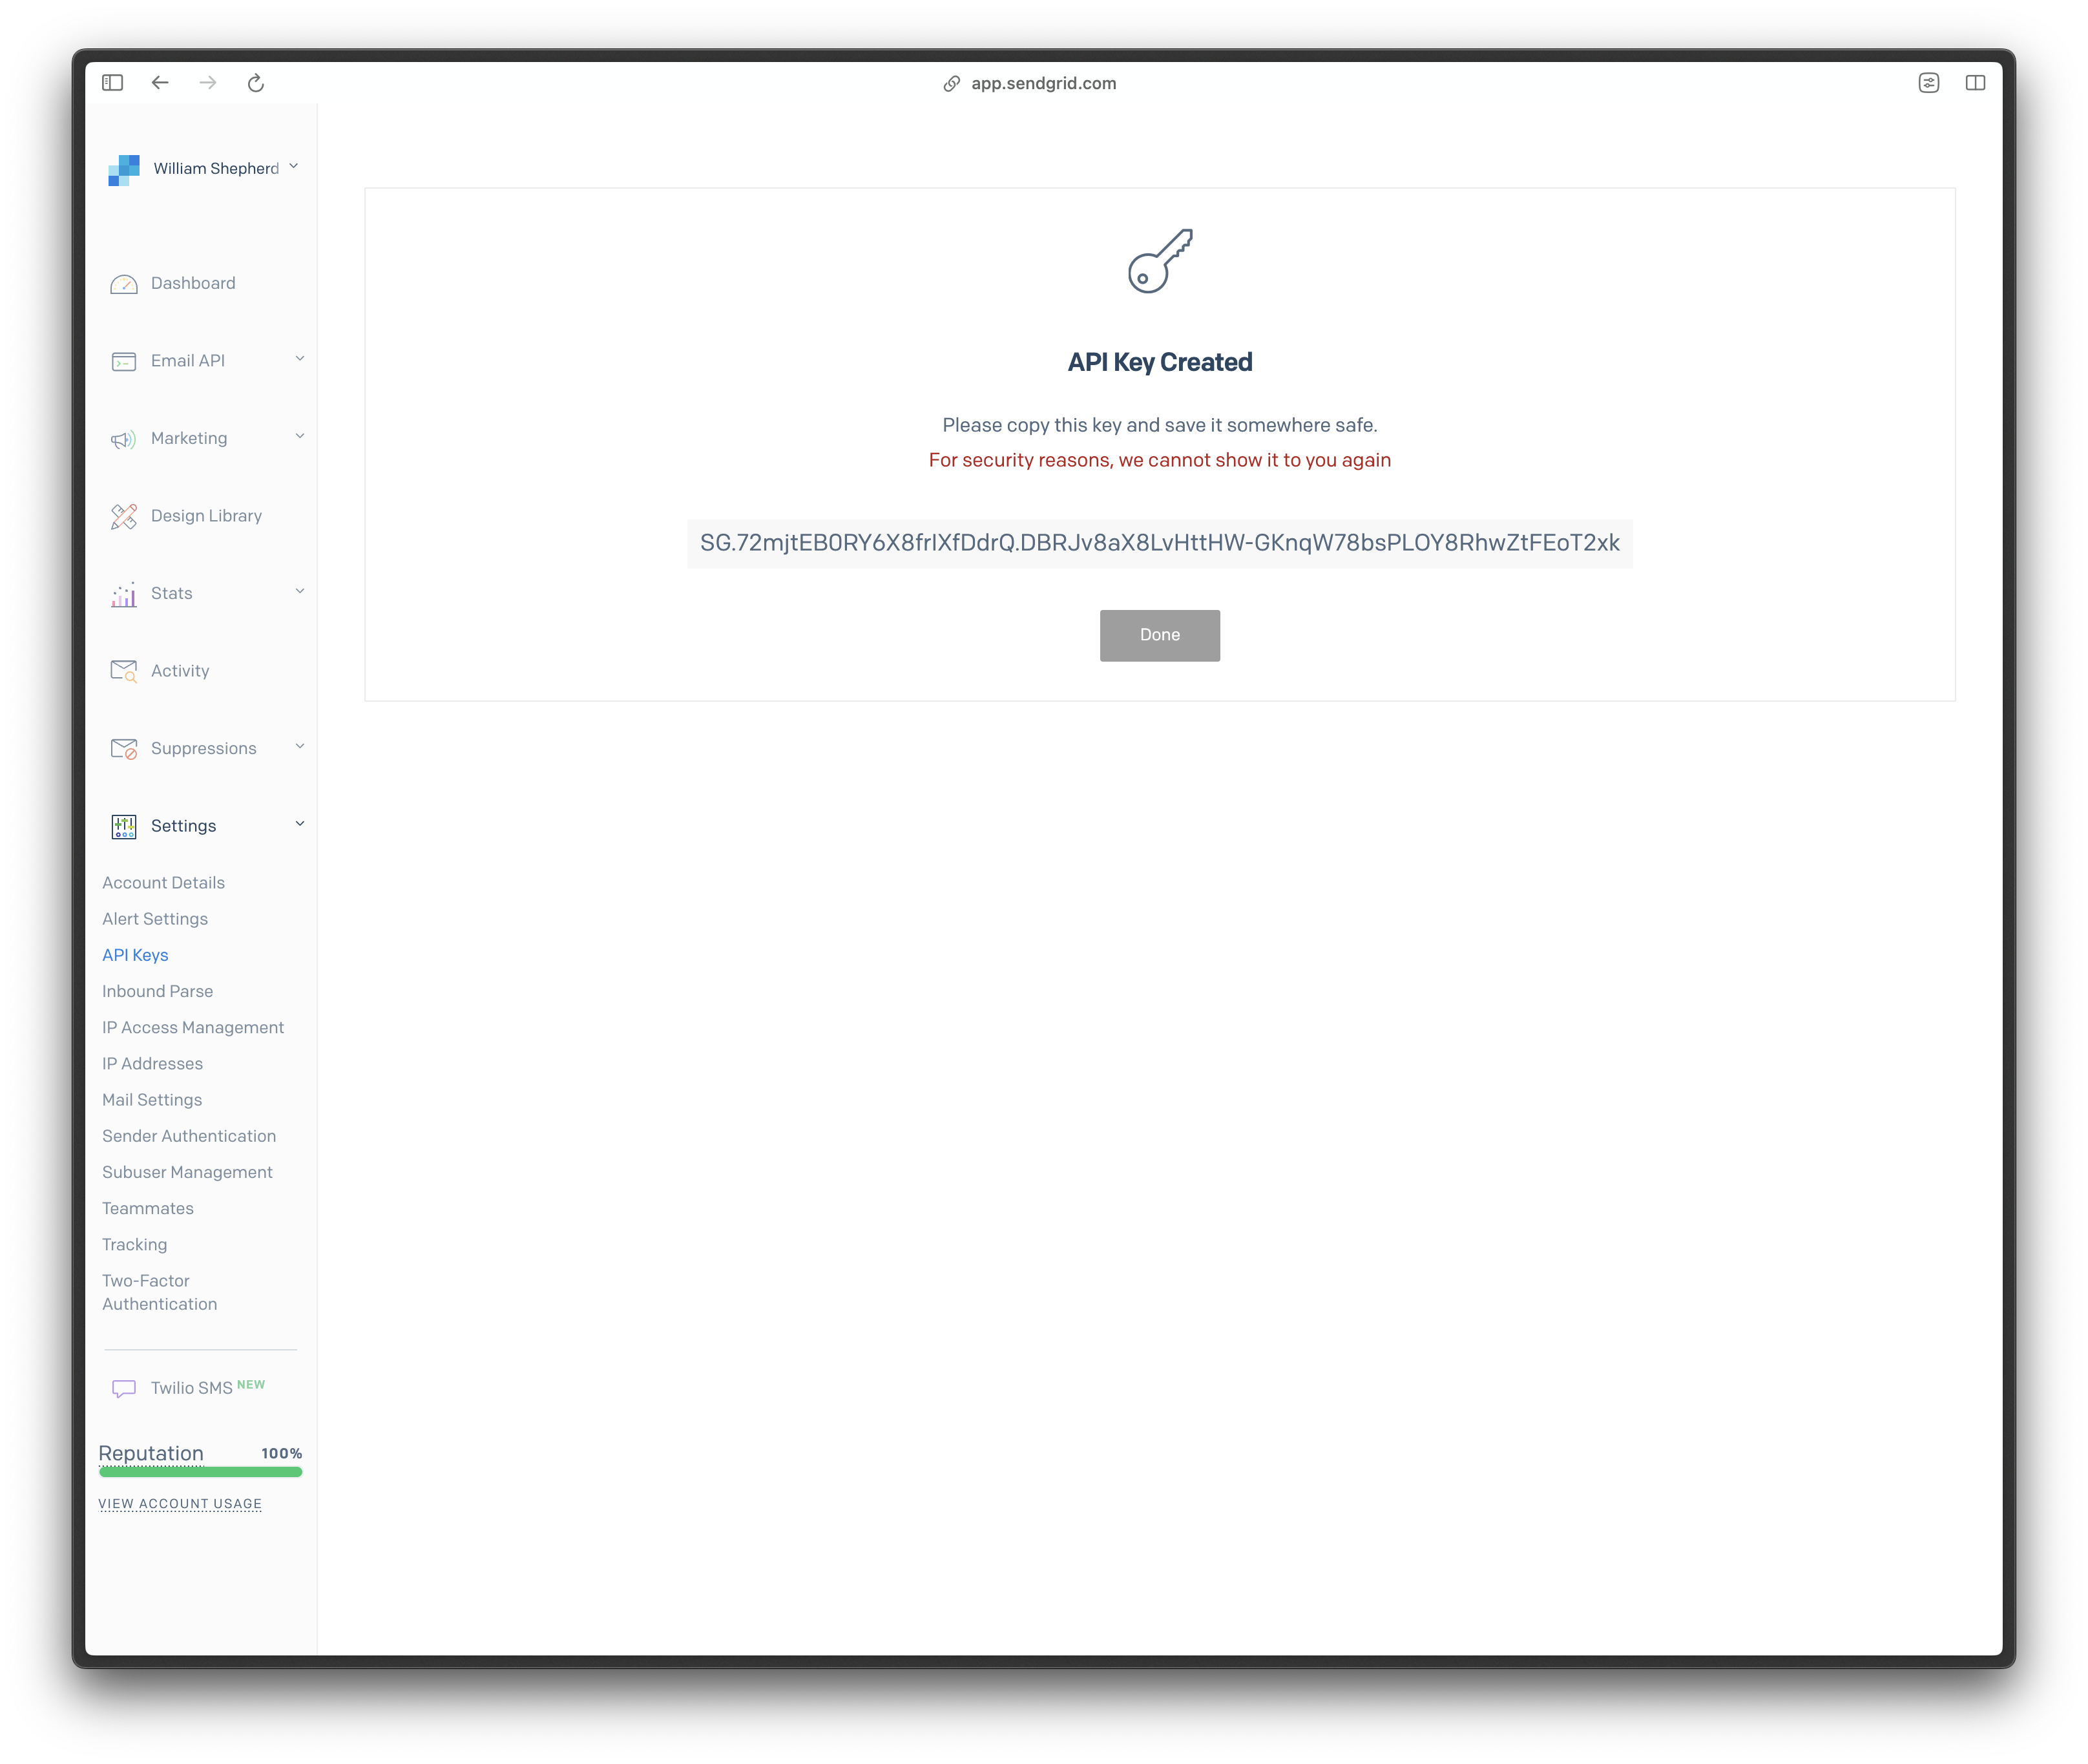 app.sendgrid.com
William Shepherd
Dashboard
Email API
Marketing
Design Library
Stats
Activity
Suppressions
Settings
Account Details
Alert Settings
API Keys
Inbound Parse
IP Access Management
IP Addresses
Mail Settings
Sender Authentication
Subuser Management
Teammates
Tracking
Two-Factor
Authentication
Twilio SMS NEW
Reputation 100%
VIEW ACCOUNT USAGE
API Key Created
Please copy this key and save it somewhere safe.
For security reasons, we cannot show it to you again
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
Done